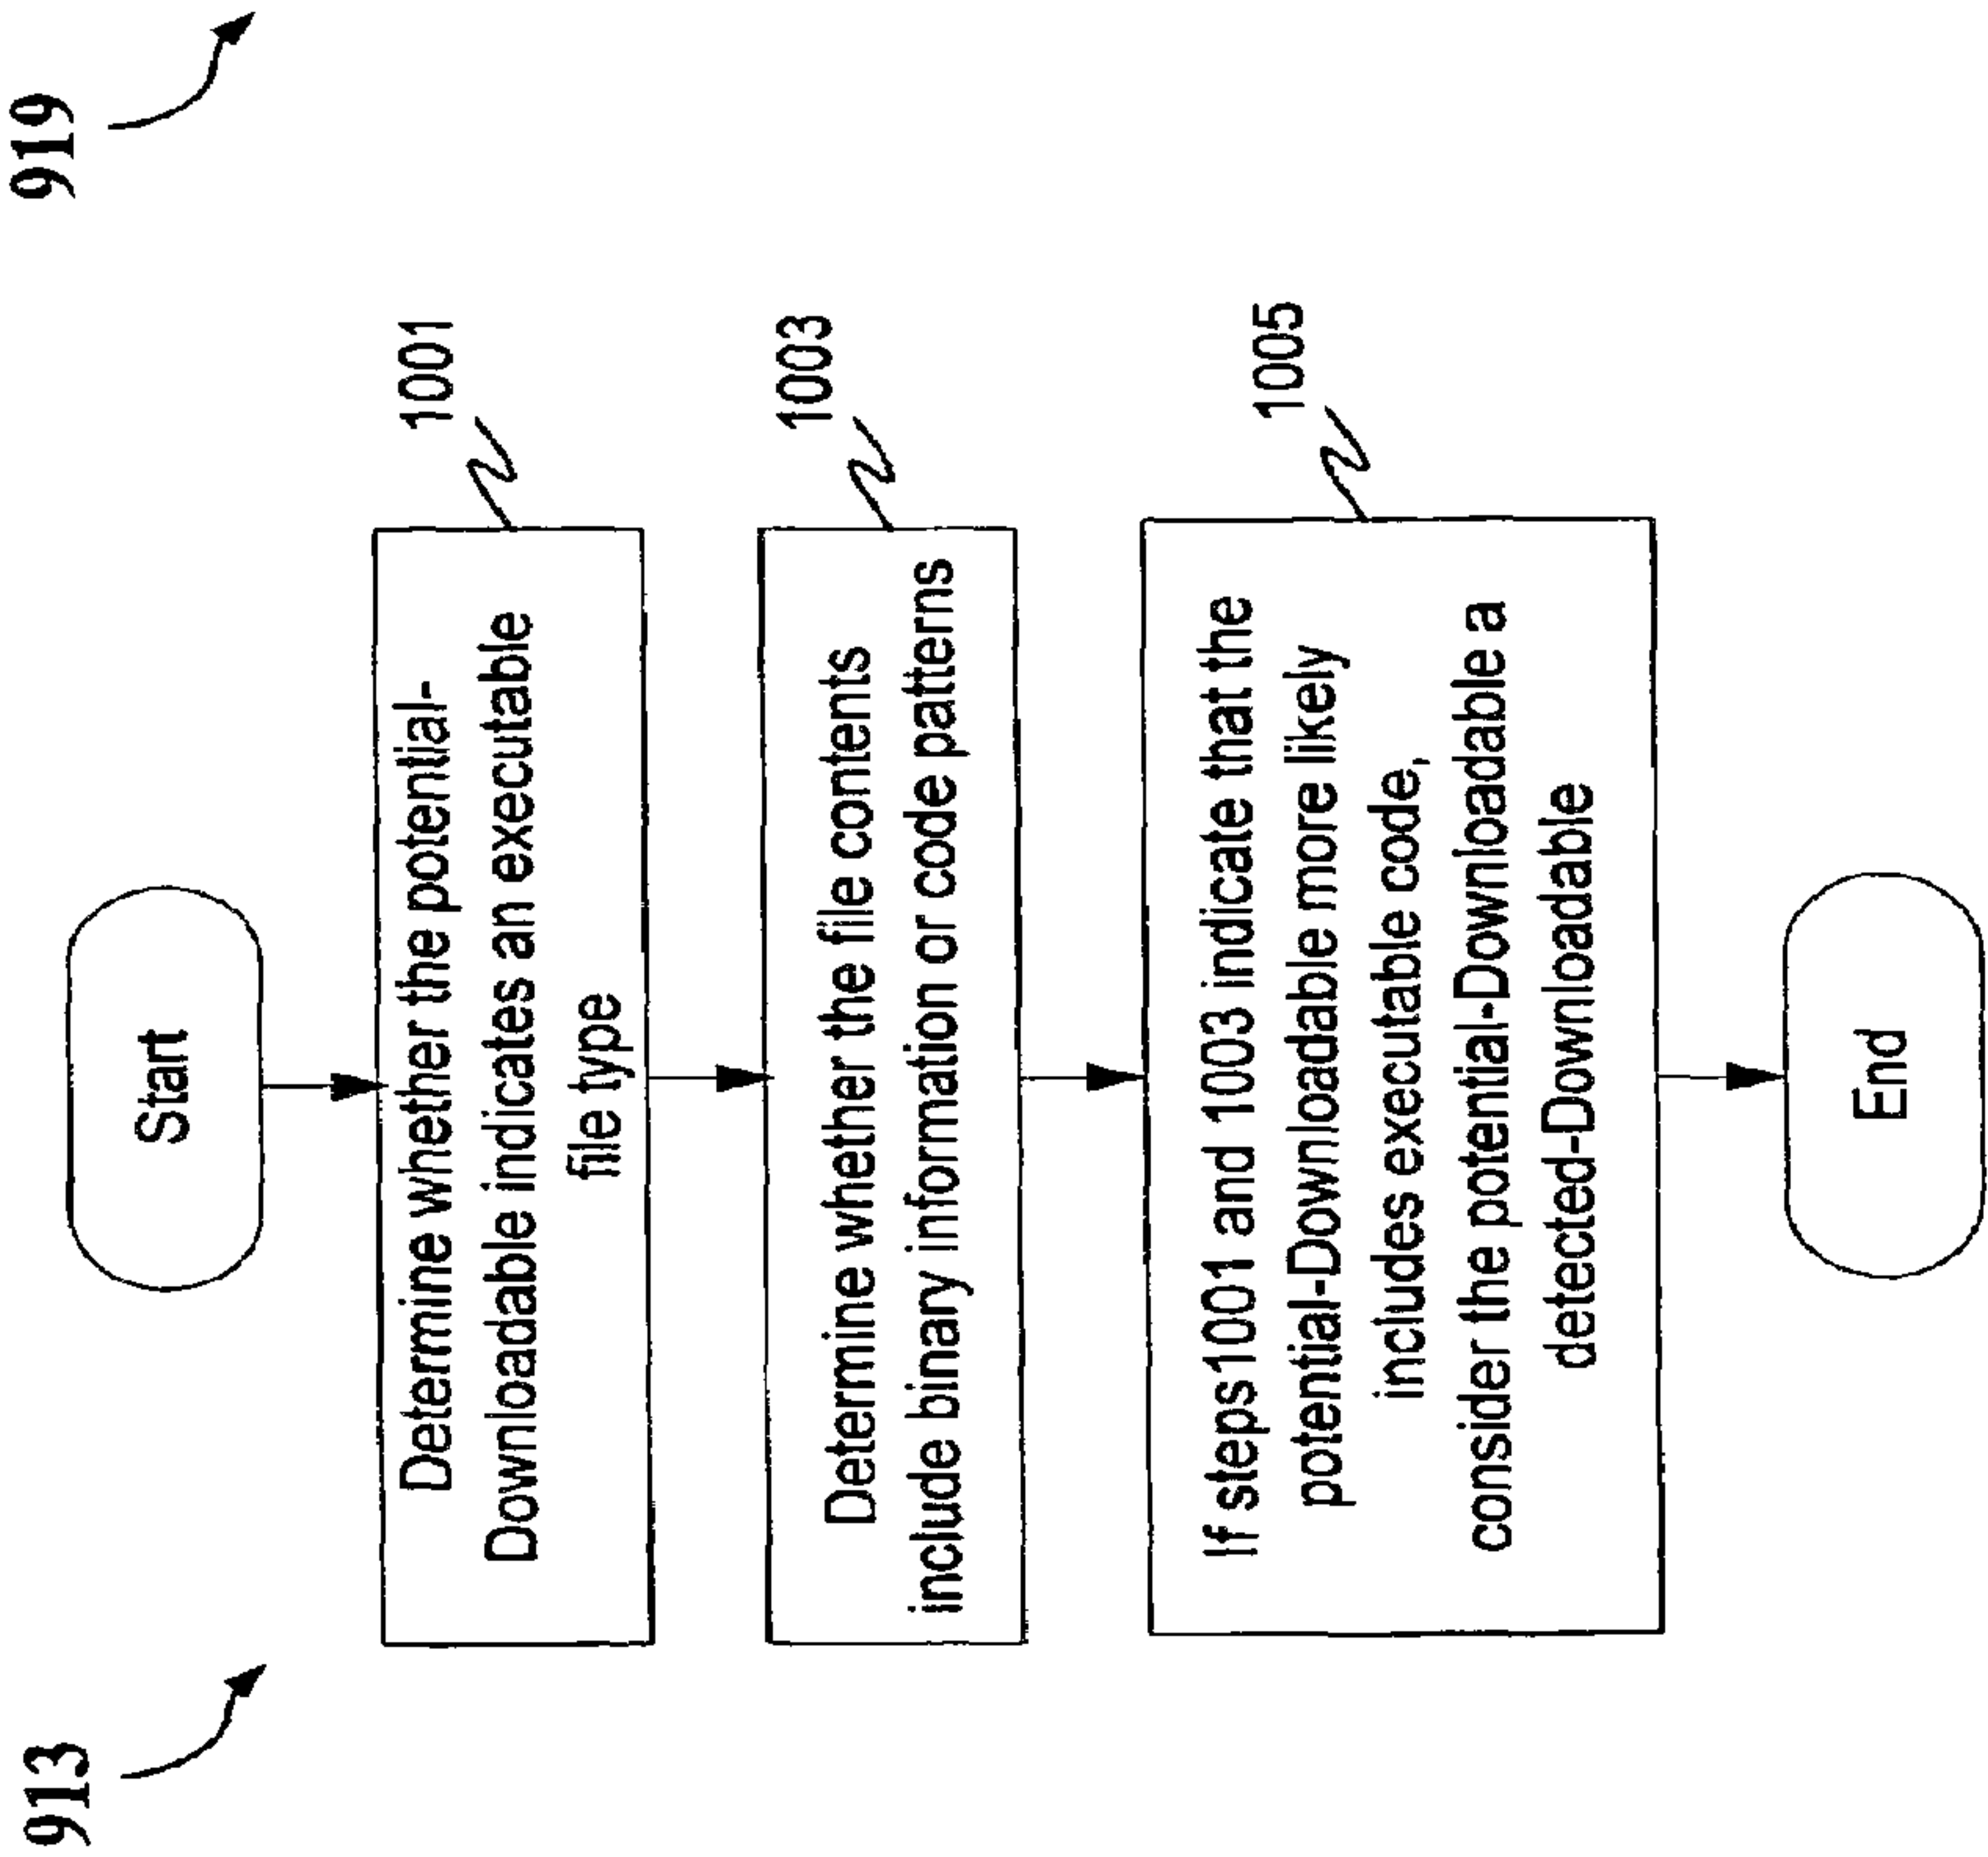 913
919
Start
Determine whether the potential-
Downloadable indicates an executable
file type
1001
Determine whether the file contents
include binary information or code patterns
1003
If steps1001 and 1003 indicate that the
potential-Downloadable more likely
includes executable code,
consider the potential-Downloadable a
detected-Downloadable
1005
End